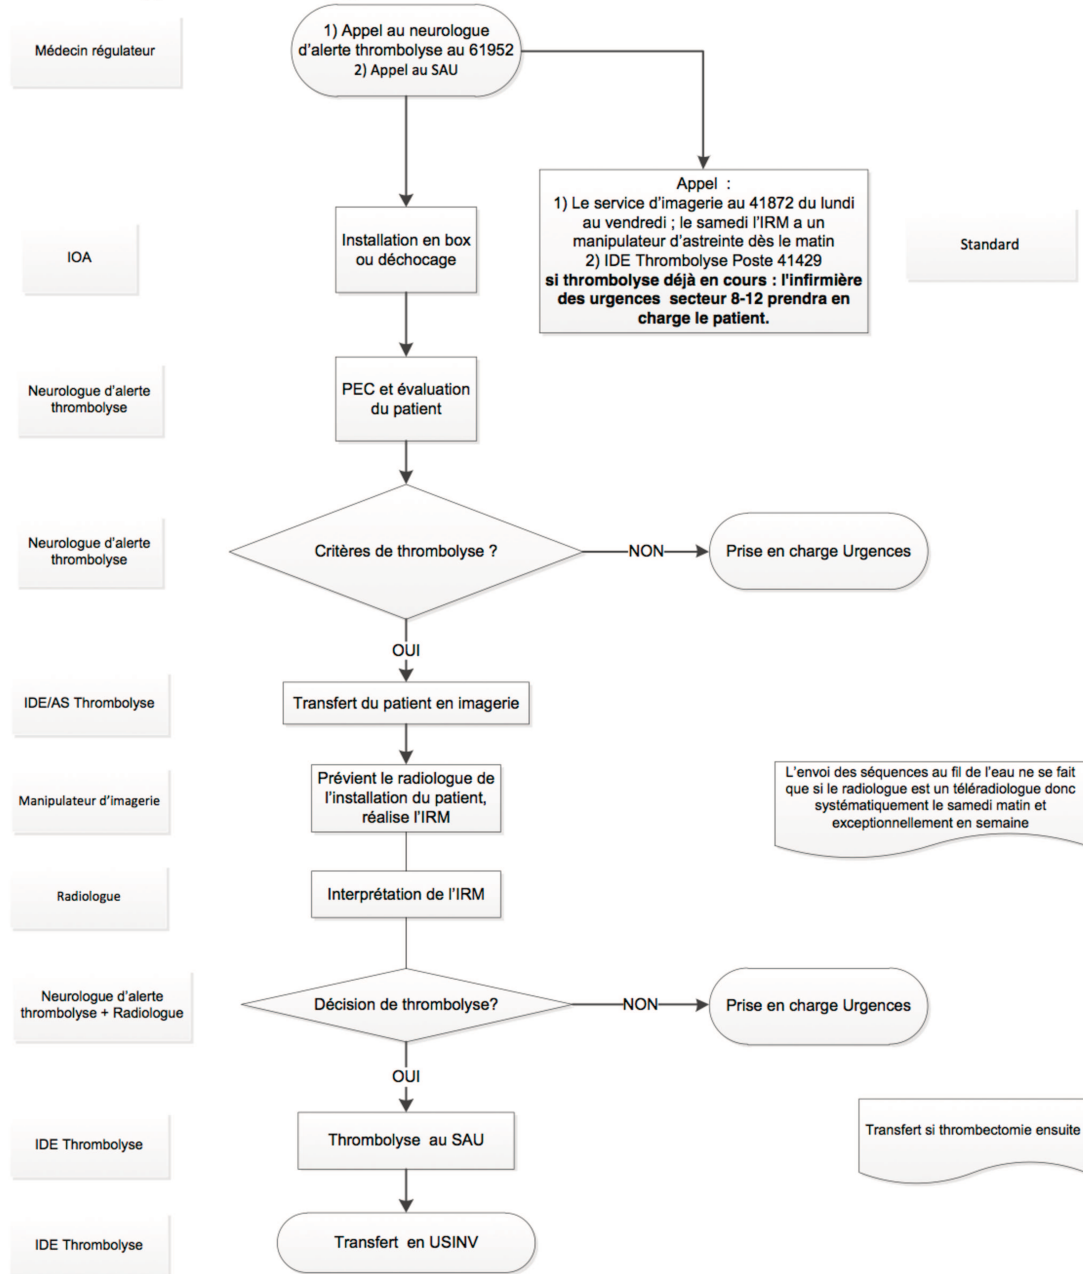 Médecin régulateur
1) Appel au neurologue
d'alerte thrombolyse au 61952
2) Appel au SAU
Appel :
1) Le service d'imagerie au 41872 du lundi
au vendredi ; le samedi l'IRM a un
manipulateur d'astreinte dès le matin
2) IDE Thrombolyse Poste 41429
si thrombolyse déjà en cours : l'infirmière
des urgences secteur 8-12 prendra en
charge le patient.
Standard
IOA
Installation en box
ou déchocage
Neurologue d'alerte
thrombolyse
PEC et évaluation
du patient
Neurologue d'alerte
thrombolyse
Critères de thrombolyse ?
NON
Prise en charge Urgences
OUI
IDE/AS Thrombolyse
Transfert du patient en imagerie
Manipulateur d'imagerie
Prévient le radiologue de
l'installation du patient,
réalise l'IRM
L'envoi des séquences au fil de l'eau ne se fait
que si le radiologue est un téléradiologue donc
systématiquement le samedi matin et
exceptionnellement en semaine
Radiologue
Interprétation de l'IRM
Neurologue d'alerte
thrombolyse + Radiologue
Décision de thrombolyse?
NON
Prise en charge Urgences
OUI
IDE Thrombolyse
Thrombolyse au SAU
Transfert si thrombectomie ensuite
IDE Thrombolyse
Transfert en USINV